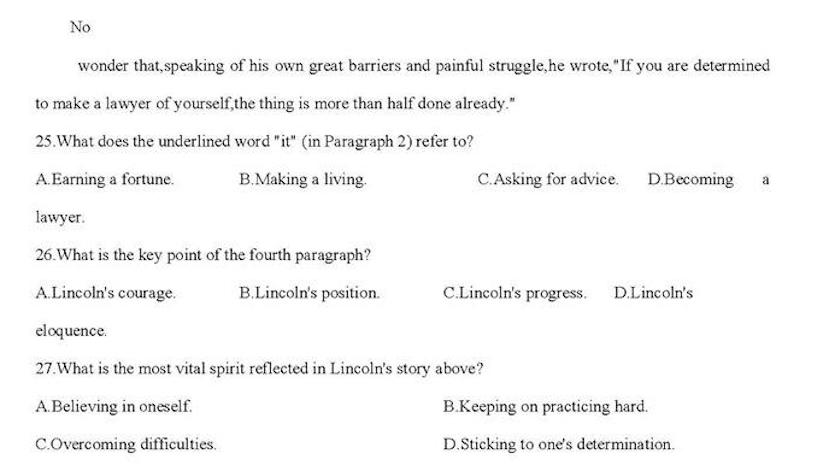 No
wonder that,speaking of his own great barriers and painful struggle,he wrote,"If you are determined
to make a lawyer of yourself,the thing is more than half done already."
25.What does the underlined word "it" (in Paragraph 2) refer to?
A.Earning a fortune. B.Making a living. C.Asking for advice. D.Becoming a
lawyer.
26.What is the key point of the fourth paragraph?
A.Lincoln's courage. B.Lincoln's position. C.Lincoln's progress. D.Lincoln's
eloquence.
27.What is the most vital spirit reflected in Lincoln's story above?
A.Believing in oneself. B.Keeping on practicing hard.
C.Overcoming difficulties. D.Sticking to one's determination.